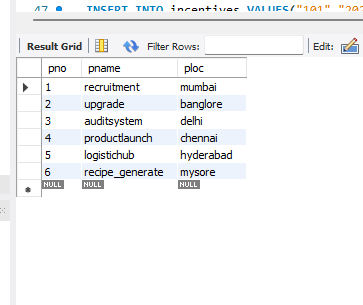 47 INSERT INTO incentives VALUES("101"
Result Grid Filter Rows: Edit:
pno pname ploc
1 recruitment mumbai
2 upgrade banglore
3 auditsystem delhi
4 productlaunch chennai
5 logistichub hyderabad
6 recipe_generate mysore
NULL NULL NULL